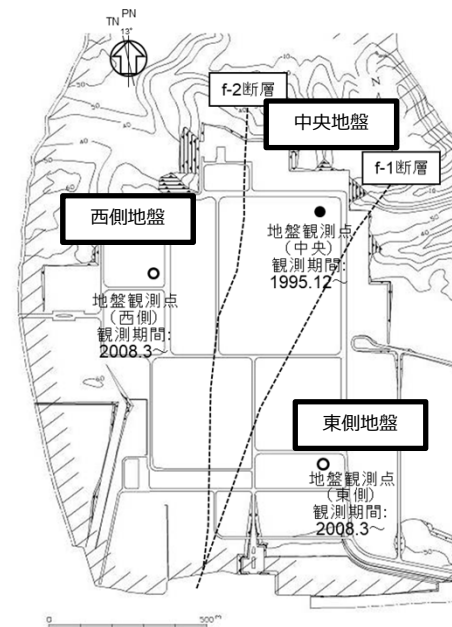 TN PN
13°
f-2断層
中央地盤
f-1断層
西側地盤
地盤観測点
(中央)
観測期間:
1995.12~
地盤観測点
(西側)
観測期間:
2008.3~
東側地盤
地盤観測点
(東側)
観測期間:
2008.3~
0 500m